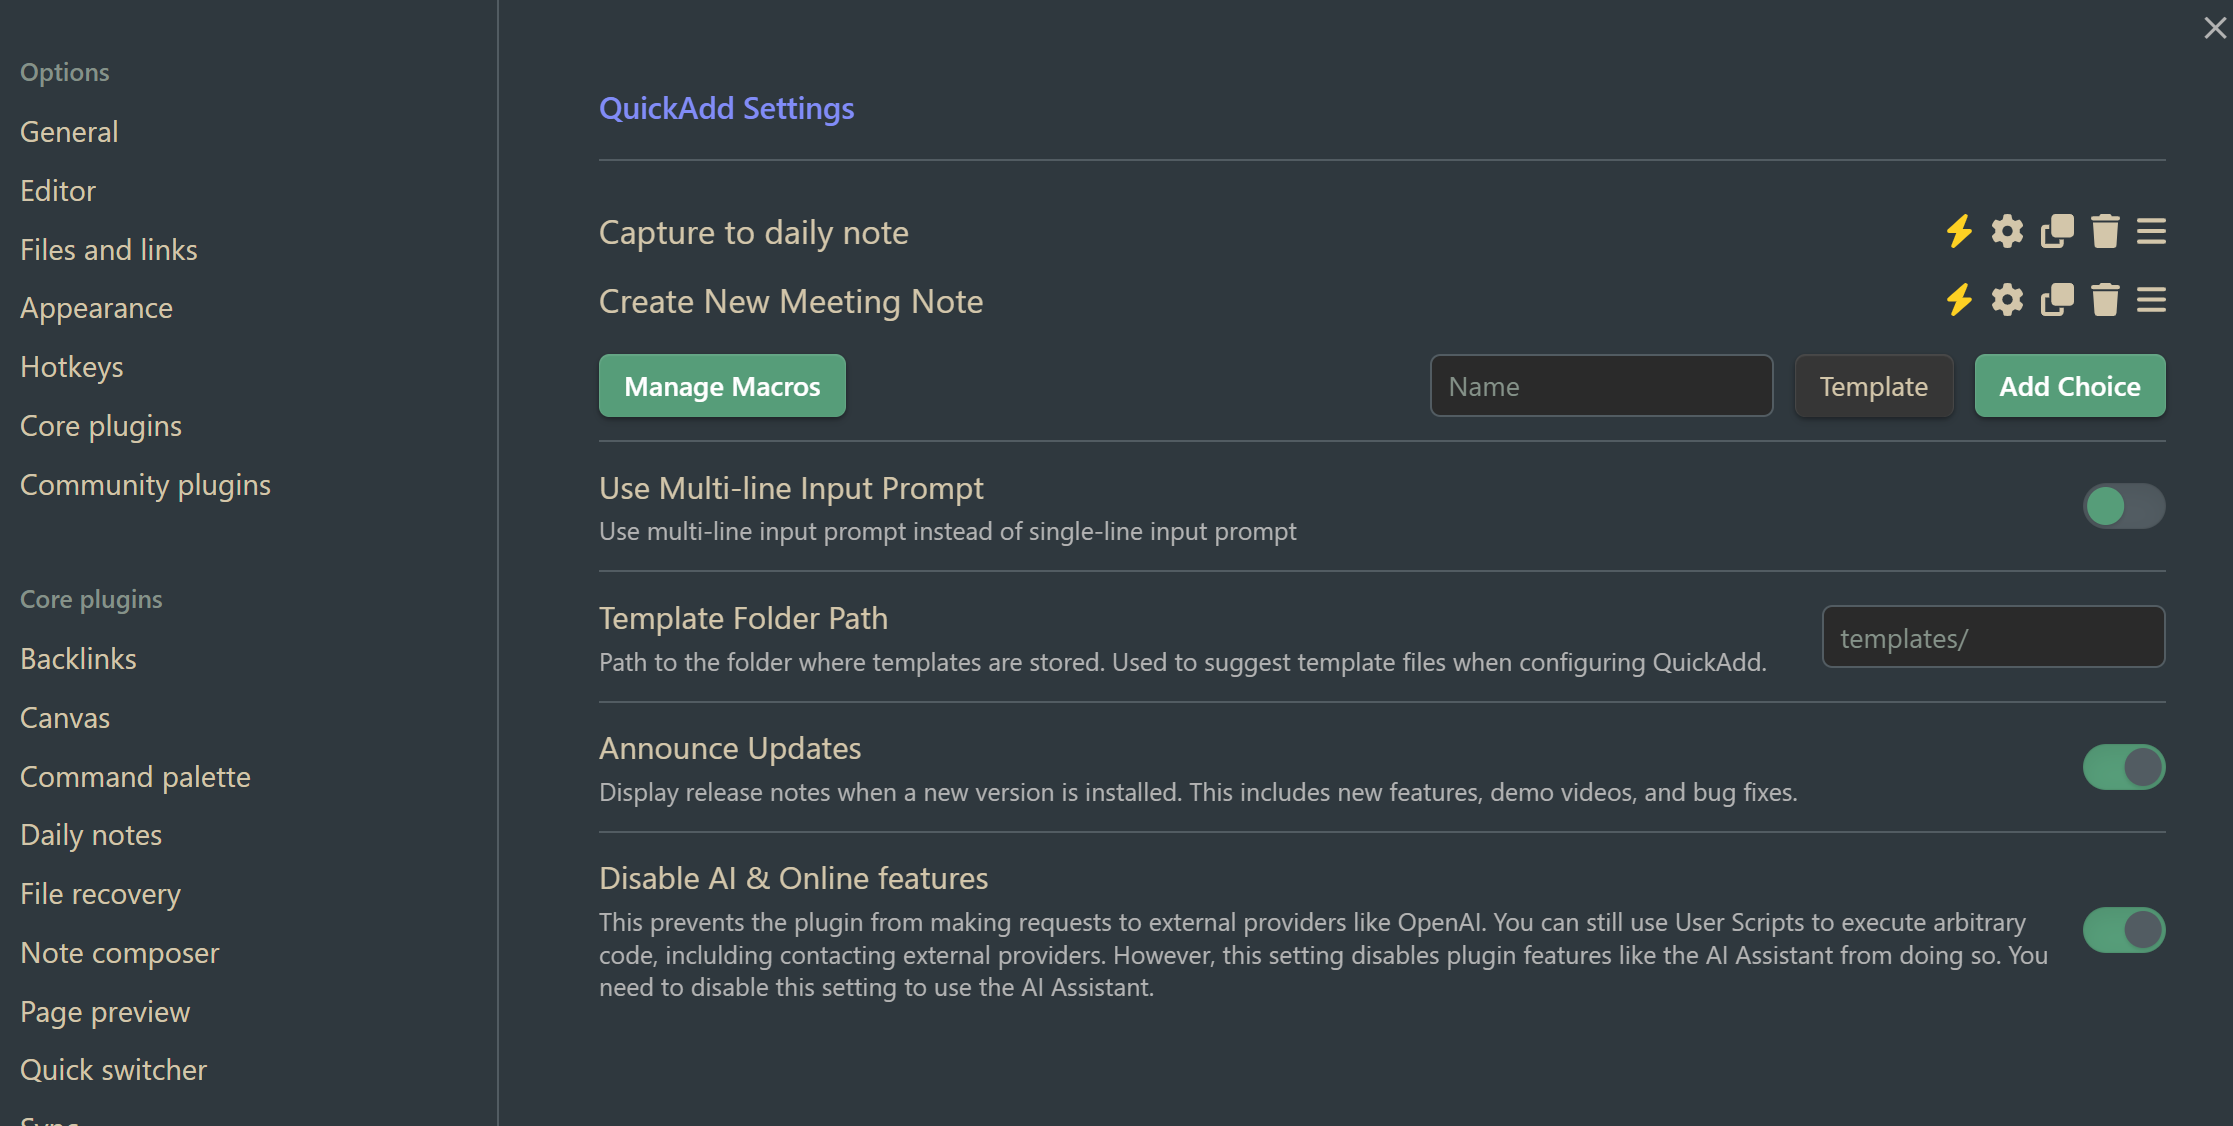 Options
General
Editor
Files and links
Appearance
Hotkeys
Core plugins
Community plugins
Core plugins
Backlinks
Canvas
Command palette
Daily notes
File recovery
Note composer
Page preview
Quick switcher
Sync
QuickAdd Settings
Capture to daily note
Create New Meeting Note
Manage Macros
Name
Template
Add Choice
Use Multi-line Input Prompt
Use multi-line input prompt instead of single-line input prompt
Template Folder Path
Path to the folder where templates are stored. Used to suggest template files when configuring QuickAdd.
templates/
Announce Updates
Display release notes when a new version is installed. This includes new features, demo videos, and bug fixes.
Disable AI & Online features
This prevents the plugin from making requests to external providers like OpenAI. You can still use User Scripts to execute arbitrary
code, inclulding contacting external providers. However, this setting disables plugin features like the AI Assistant from doing so. You
need to disable this setting to use the AI Assistant.